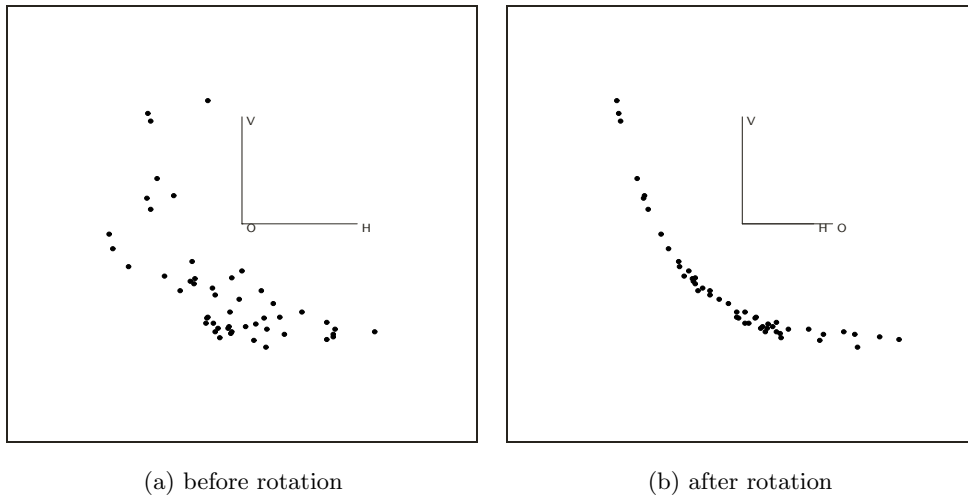 V
O
H
V
H O
(a) before rotation
(b) after rotation